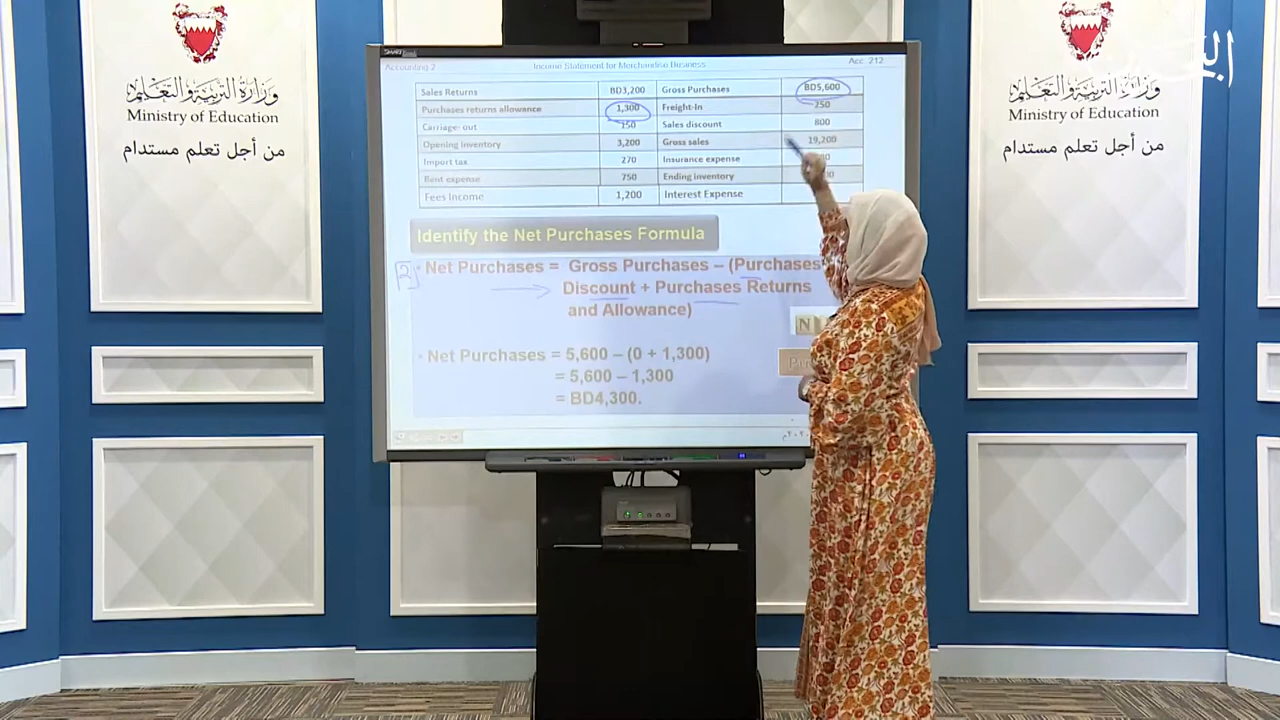 وزارة التربية والتعليم
Ministry of Education
من أجل تعلم مستدام
SMART
Accounting 2 Income Statement for Merchandise Business Acc. 212
Sales Returns BD3,200 Gross Purchases BD5,600
Purchases returns allowance 1,300 Freight-In 250
Carriage: out 150 Sales discount 800
Opening inventory 3,200 Gross sales 19,200
Import tax 270 Insurance expense
Rent expense 750 Ending inventory
Fees Income 1,200 Interest Expense
Identify the Net Purchases Formula
2 • Net Purchases = Gross Purchases – (Purchases
Discount + Purchases Returns
and Allowance)
N
• Net Purchases = 5,600 – (0 + 1,300)
= 5,600 – 1,300
= BD4,300.
وزارة التربية والتعليم
Ministry of Education
من أجل تعلم مستدام